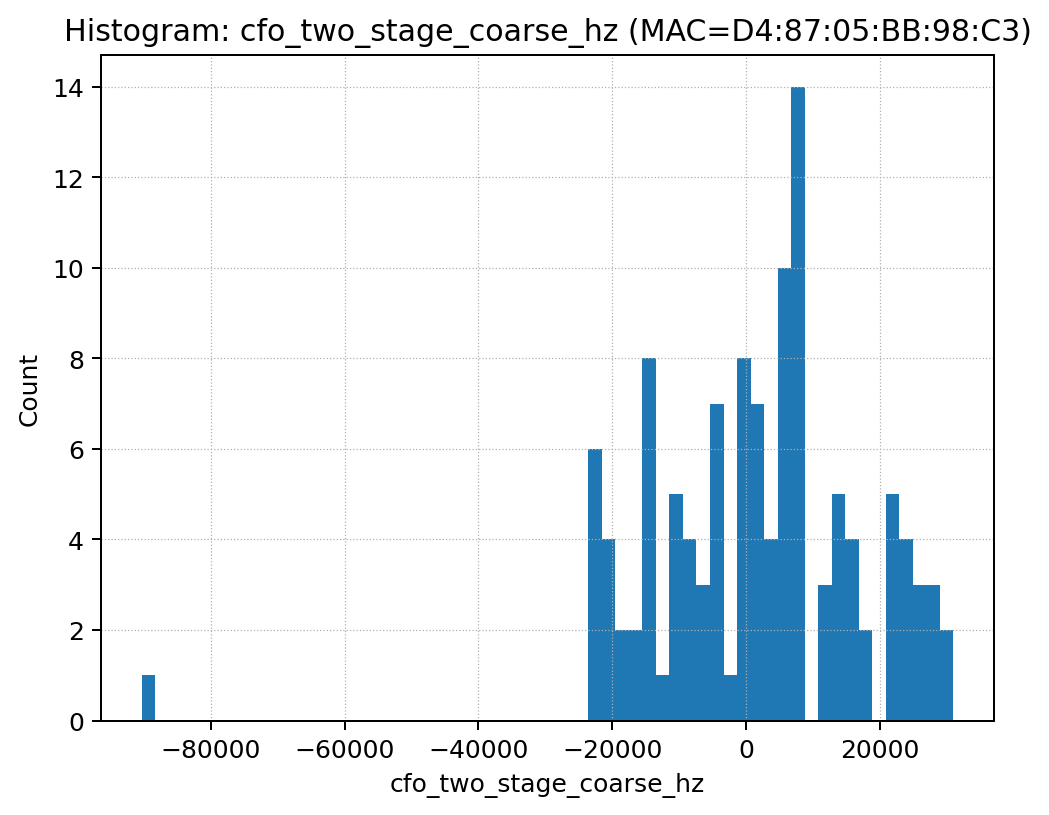 Histogram: cfo_two_stage_coarse_hz (MAC=D4:87:05:BB:98:C3)
14
12
10
8
6
4
2
0
Count
−80000 −60000 −40000 −20000 0 20000
cfo_two_stage_coarse_hz